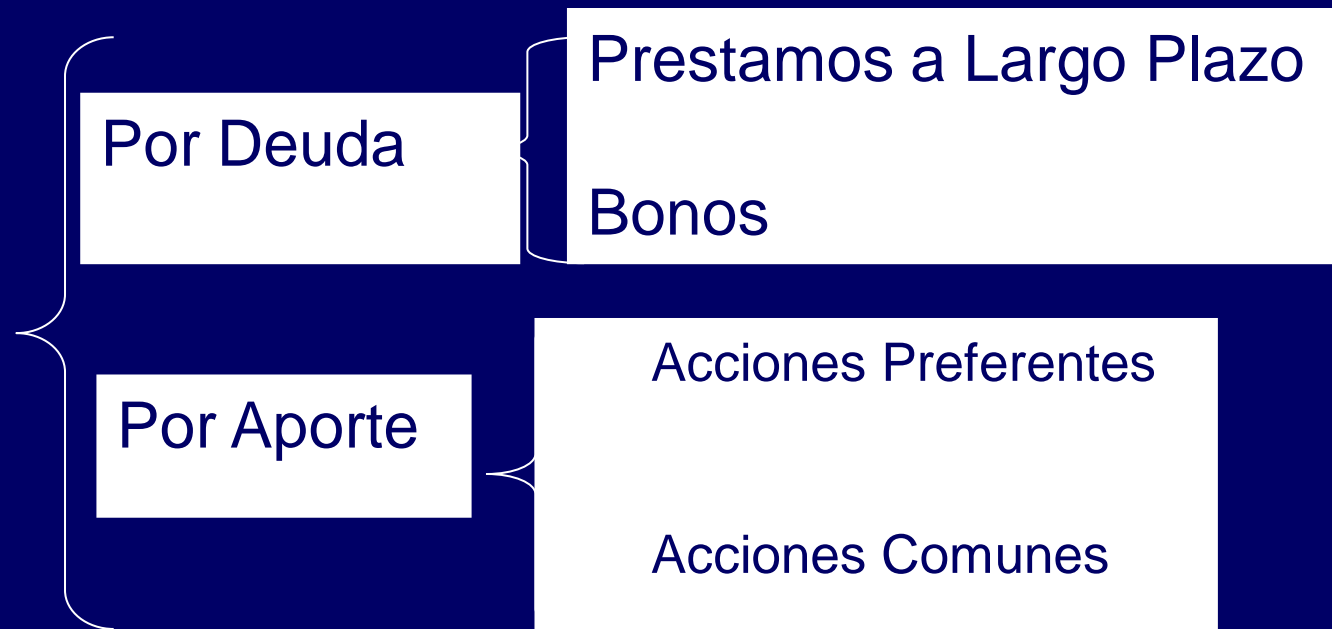 Por Deuda
Prestamos a Largo Plazo
Bonos
Por Aporte
Acciones Preferentes
Acciones Comunes